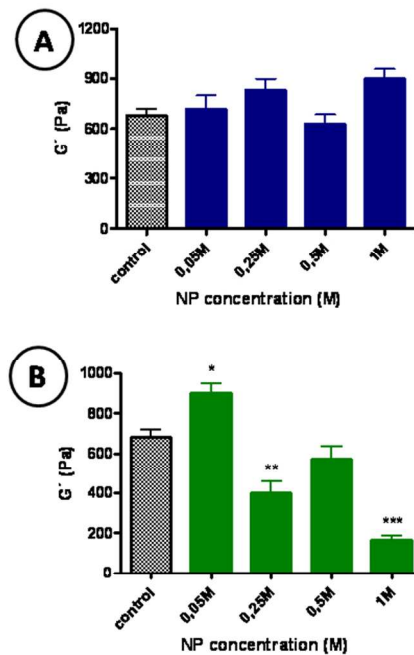 A
1200
900
600
300
0
G´ (Pa)
control
0,05M
0,25M
0,5M
1M
NP concentration (M)
B
1000
800
600
400
200
0
G´ (Pa)
*
**
***
control
0,05M
0,25M
0,5M
1M
NP concentration (M)